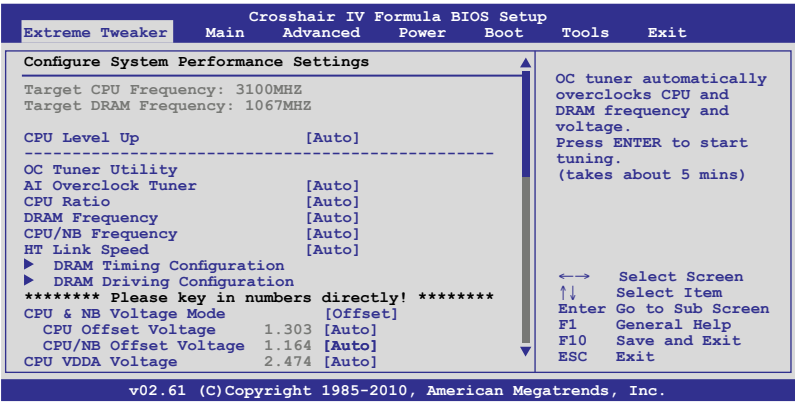 Crosshair IV Formula BIOS Setup
Extreme Tweaker Main Advanced Power Boot Tools Exit
Configure System Performance Settings
Target CPU Frequency: 3100MHZ
Target DRAM Frequency: 1067MHZ
CPU Level Up [Auto]
----------------------------------------------------
OC Tuner Utility
AI Overclock Tuner [Auto]
CPU Ratio [Auto]
DRAM Frequency [Auto]
CPU/NB Frequency [Auto]
HT Link Speed [Auto]
DRAM Timing Configuration
DRAM Driving Configuration
******** Please key in numbers directly! ********
CPU & NB Voltage Mode [Offset]
CPU Offset Voltage 1.303 [Auto]
CPU/NB Offset Voltage 1.164 [Auto]
CPU VDDA Voltage 2.474 [Auto]
OC tuner automatically
overclocks CPU and
DRAM frequency and
voltage.
Press ENTER to start
tuning.
(takes about 5 mins)
←→ Select Screen
↑↓ Select Item
Enter Go to Sub Screen
F1 General Help
F10 Save and Exit
ESC Exit
v02.61 (C)Copyright 1985-2010, American Megatrends, Inc.